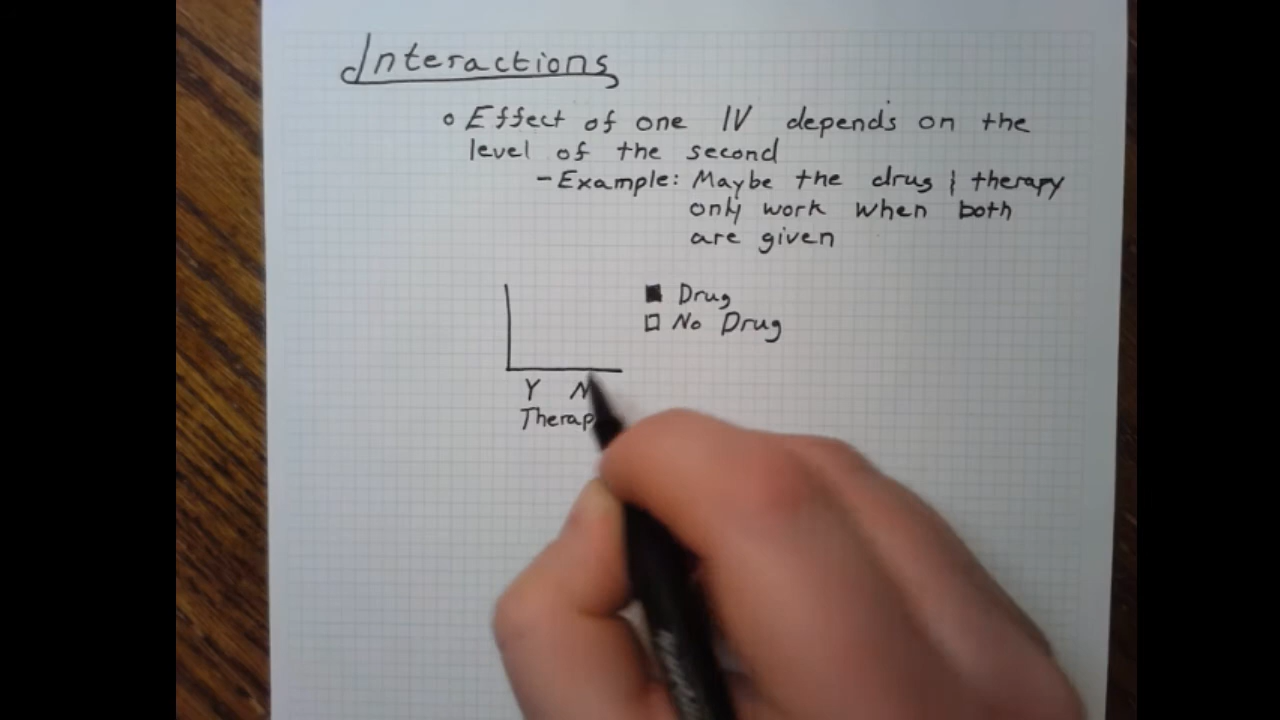 Interactions
o Effect of one IV depends on the
level of the second
- Example: Maybe the drug & therapy
only work when both
are given
Drug
No Drug
Y N
Therap